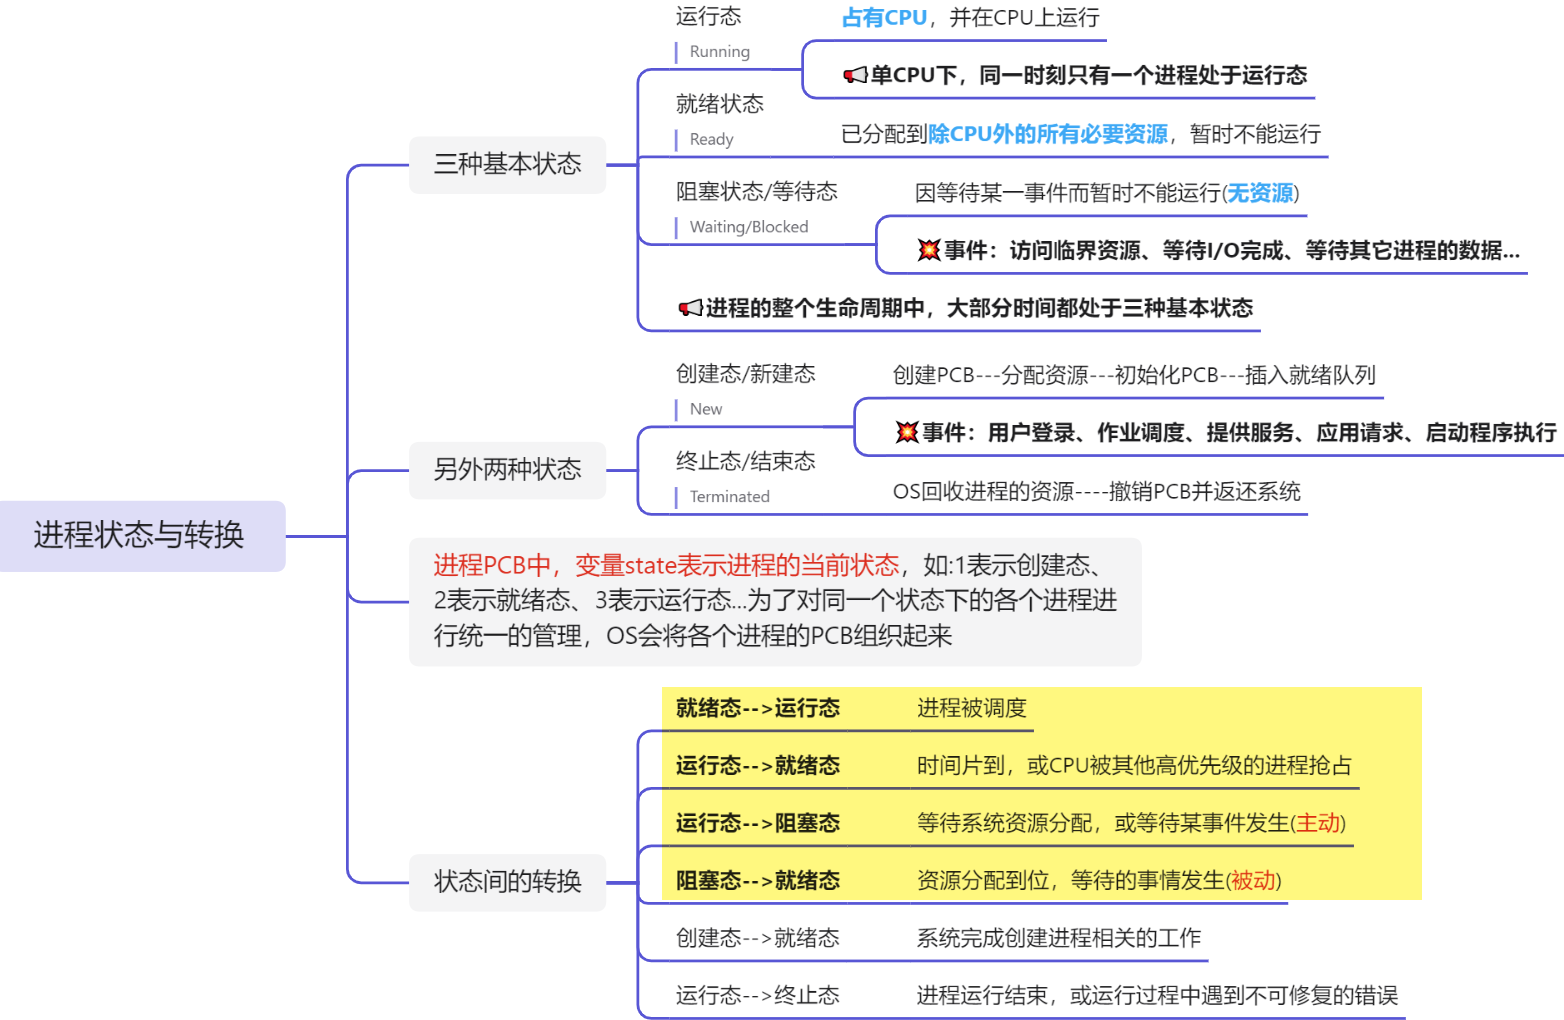 进程状态与转换
三种基本状态
运行态
Running
占有CPU，并在CPU上运行
单CPU下，同一时刻只有一个进程处于运行态
就绪状态
Ready
已分配到除CPU外的所有必要资源，暂时不能运行
阻塞状态/等待态
Waiting/Blocked
因等待某一事件而暂时不能运行(无资源)
事件：访问临界资源、等待I/O完成、等待其它进程的数据...
进程的整个生命周期中，大部分时间都处于三种基本状态
另外两种状态
创建态/新建态
New
创建PCB---分配资源---初始化PCB---插入就绪队列
事件：用户登录、作业调度、提供服务、应用请求、启动程序执行
终止态/结束态
Terminated
OS回收进程的资源----撤销PCB并返还系统
进程PCB中，变量state表示进程的当前状态，如:1表示创建态、
2表示就绪态、3表示运行态...为了对同一个状态下的各个进程进
行统一的管理，OS会将各个进程的PCB组织起来
状态间的转换
就绪态-->运行态 进程被调度
运行态-->就绪态 时间片到，或CPU被其他高优先级的进程抢占
运行态-->阻塞态 等待系统资源分配，或等待某事件发生(主动)
阻塞态-->就绪态 资源分配到位，等待的事情发生(被动)
创建态-->就绪态 系统完成创建进程相关的工作
运行态-->终止态 进程运行结束，或运行过程中遇到不可修复的错误